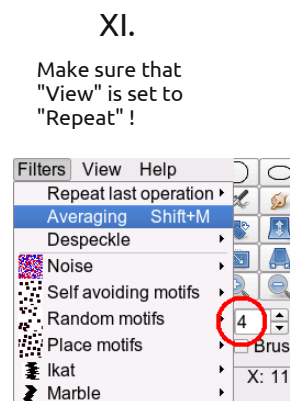 XI.
Make sure that
"View" is set to
"Repeat" !
Filters View Help
Repeat last operation
Averaging Shift+M
Despeckle
Noise
Self avoiding motifs
Random motifs
4
Place motifs
Brus
Ikat
X: 11
Marble